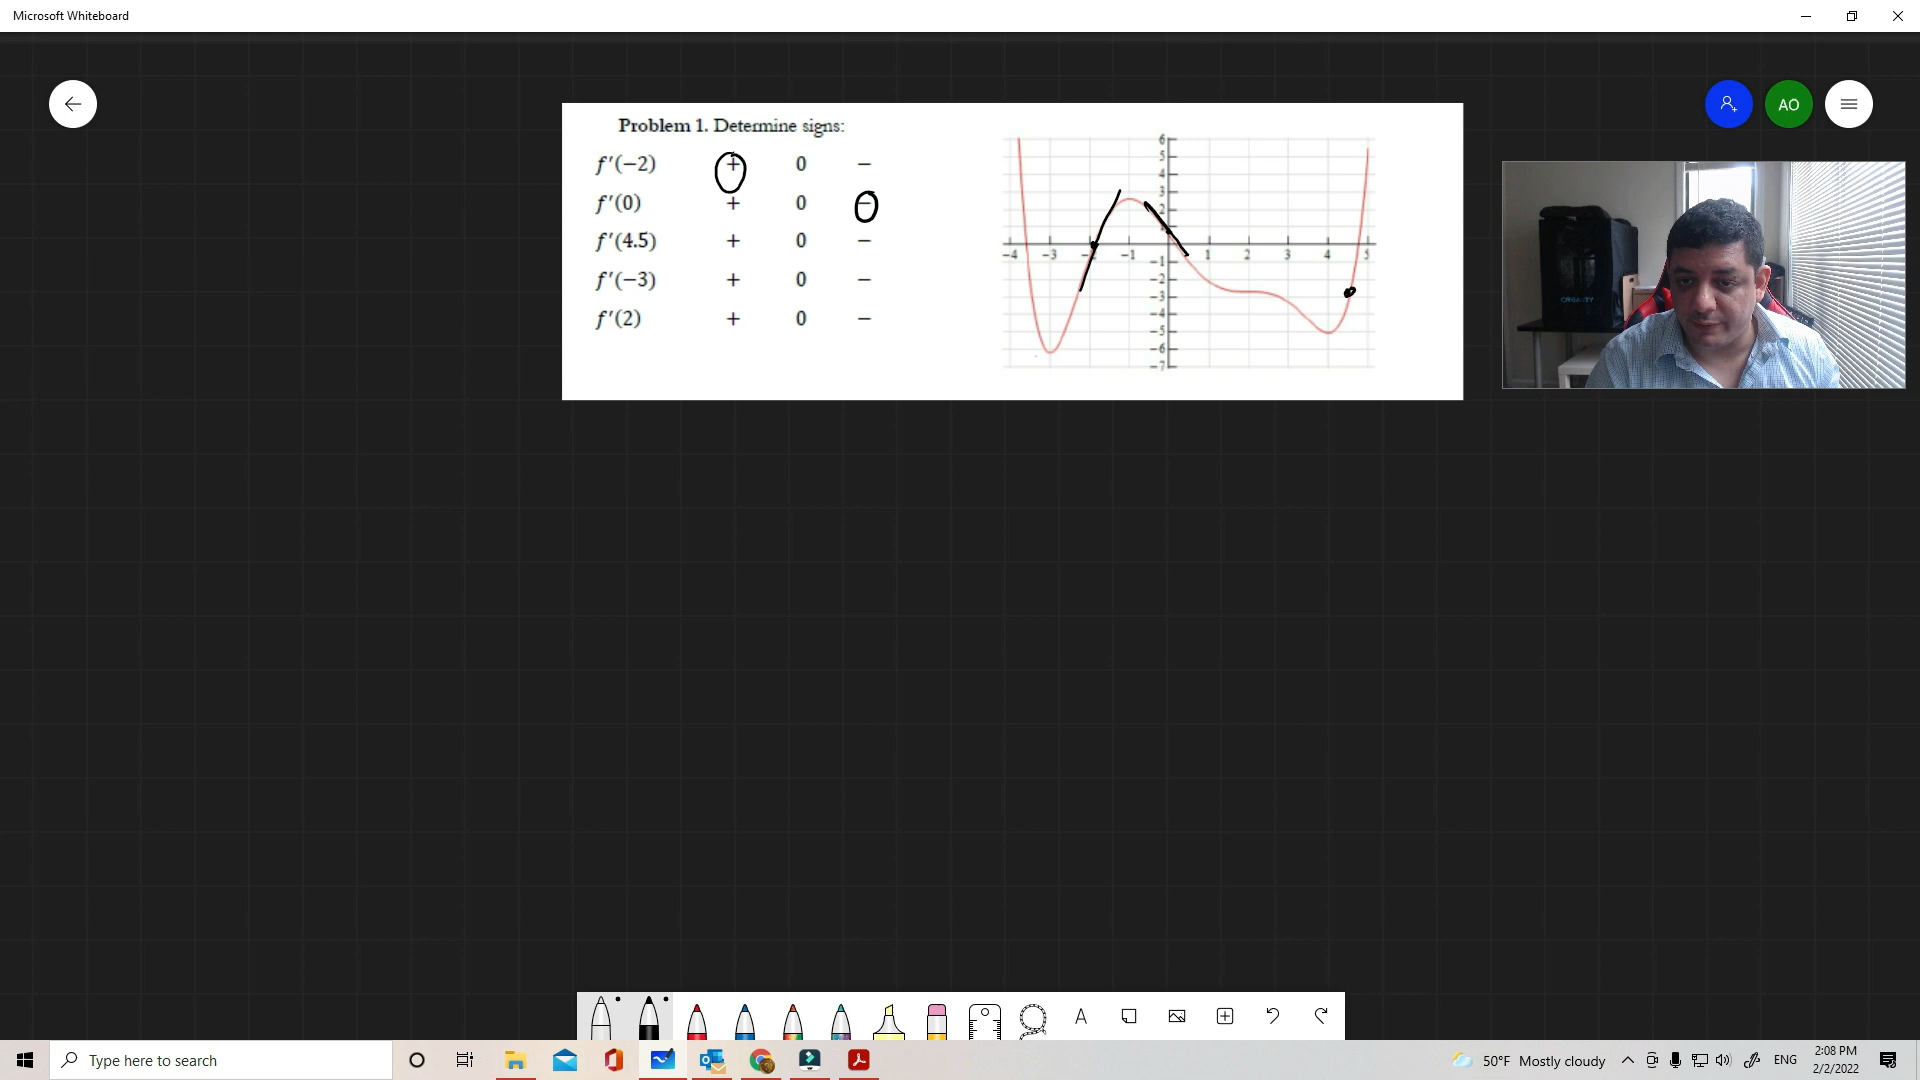 Microsoft Whiteboard
AO
Problem 1. Determine signs:
f′(−2) + 0 −
f′(0) + 0 −
f′(4.5) + 0 −
f′(−3) + 0 −
f′(2) + 0 −
6
5
4
3
2
1
−4 −3 −2 −1 1 2 3 4 5
−1
−2
−3
−4
−5
−6
−7
A
Type here to search
50°F Mostly cloudy
ENG
2:08 PM
2/2/2022